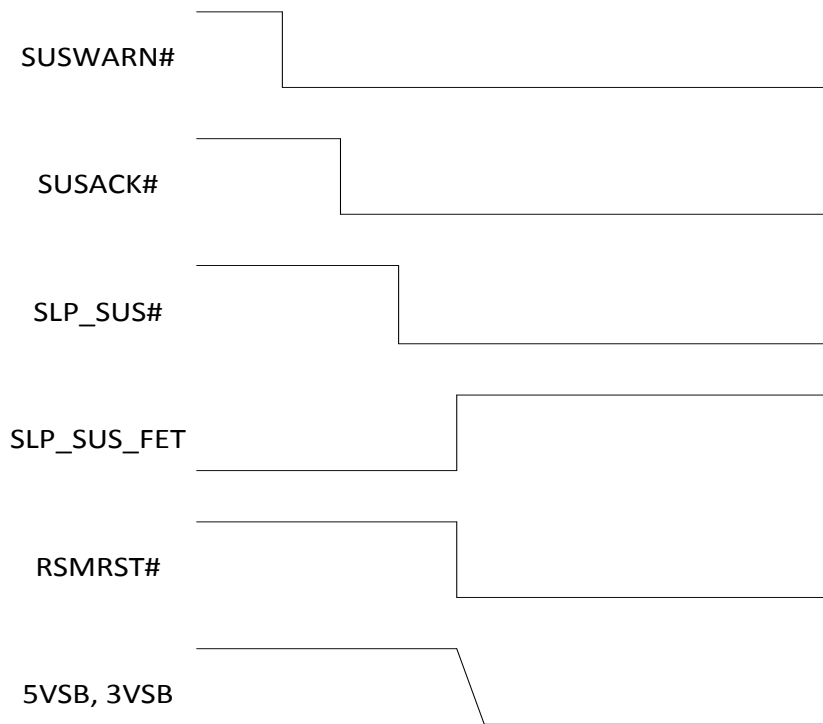 SUSWARN#
SUSACK#
SLP_SUS#
SLP_SUS_FET
RSMRST#
5VSB, 3VSB